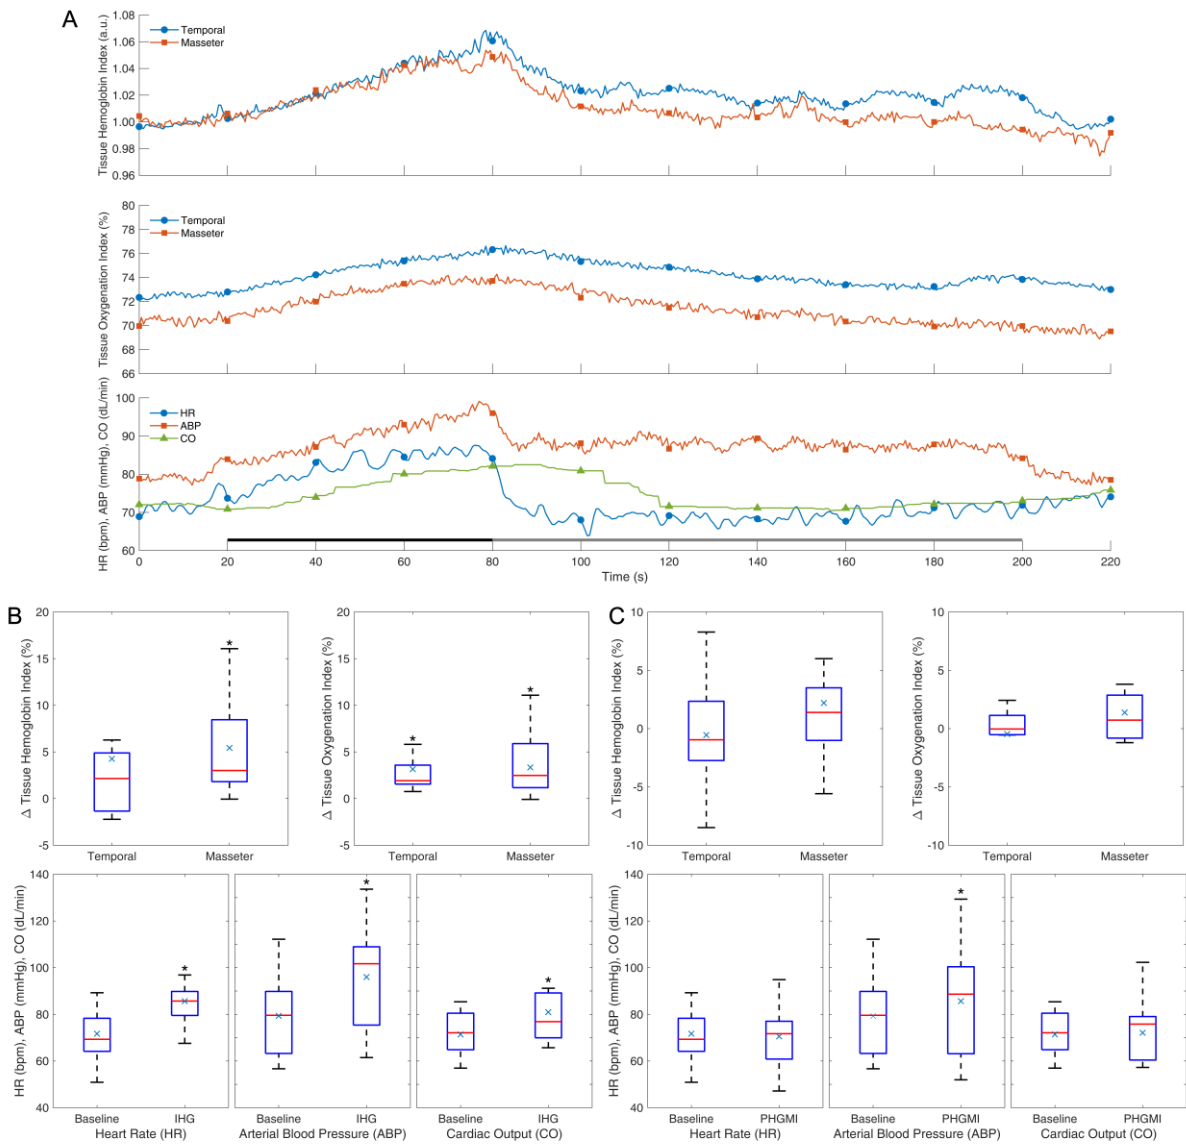 A
Tissue Hemoglobin Index (a.u.)
1.08
1.06
1.04
1.02
1.00
0.98
0.96
Temporal
Masseter
Tissue Oxygenation Index (%)
80
78
76
74
72
70
68
66
Temporal
Masseter
HR (bpm), ABP (mmHg), CO (dL/min)
100
90
80
70
60
HR
ABP
CO
0 20 40 60 80 100 120 140 160 180 200 220
Time (s)
B
Δ Tissue Hemoglobin Index (%)
20
15
10
5
0
-5
*
Temporal Masseter
Δ Tissue Oxygenation Index (%)
20
15
10
5
0
-5
* *
Temporal Masseter
C
Δ Tissue Hemoglobin Index (%)
10
5
0
-5
-10
Temporal Masseter
Δ Tissue Oxygenation Index (%)
10
5
0
-5
-10
Temporal Masseter
HR (bpm), ABP (mmHg), CO (dL/min)
140
120
100
80
60
40
* * *
Baseline IHG Baseline IHG Baseline IHG
Heart Rate (HR) Arterial Blood Pressure (ABP) Cardiac Output (CO)
HR (bpm), ABP (mmHg), CO (dL/min)
140
120
100
80
60
40
*
Baseline PHGMI Baseline PHGMI Baseline PHGMI
Heart Rate (HR) Arterial Blood Pressure (ABP) Cardiac Output (CO)